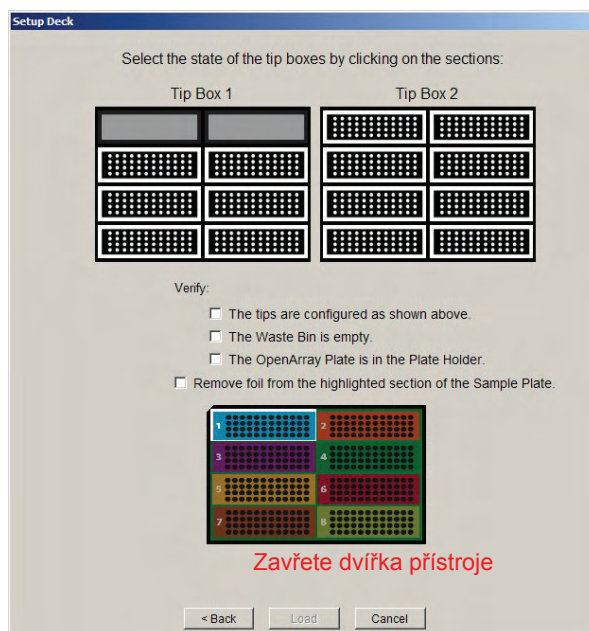 Setup Deck
Select the state of the tip boxes by clicking on the sections:
Tip Box 1 Tip Box 2
Verify:
The tips are configured as shown above.
The Waste Bin is empty.
The OpenArray Plate is in the Plate Holder.
Remove foil from the highlighted section of the Sample Plate.
1 2
3 4
5 6
7 8
Zavřete dvířka přístroje
< Back Load Cancel